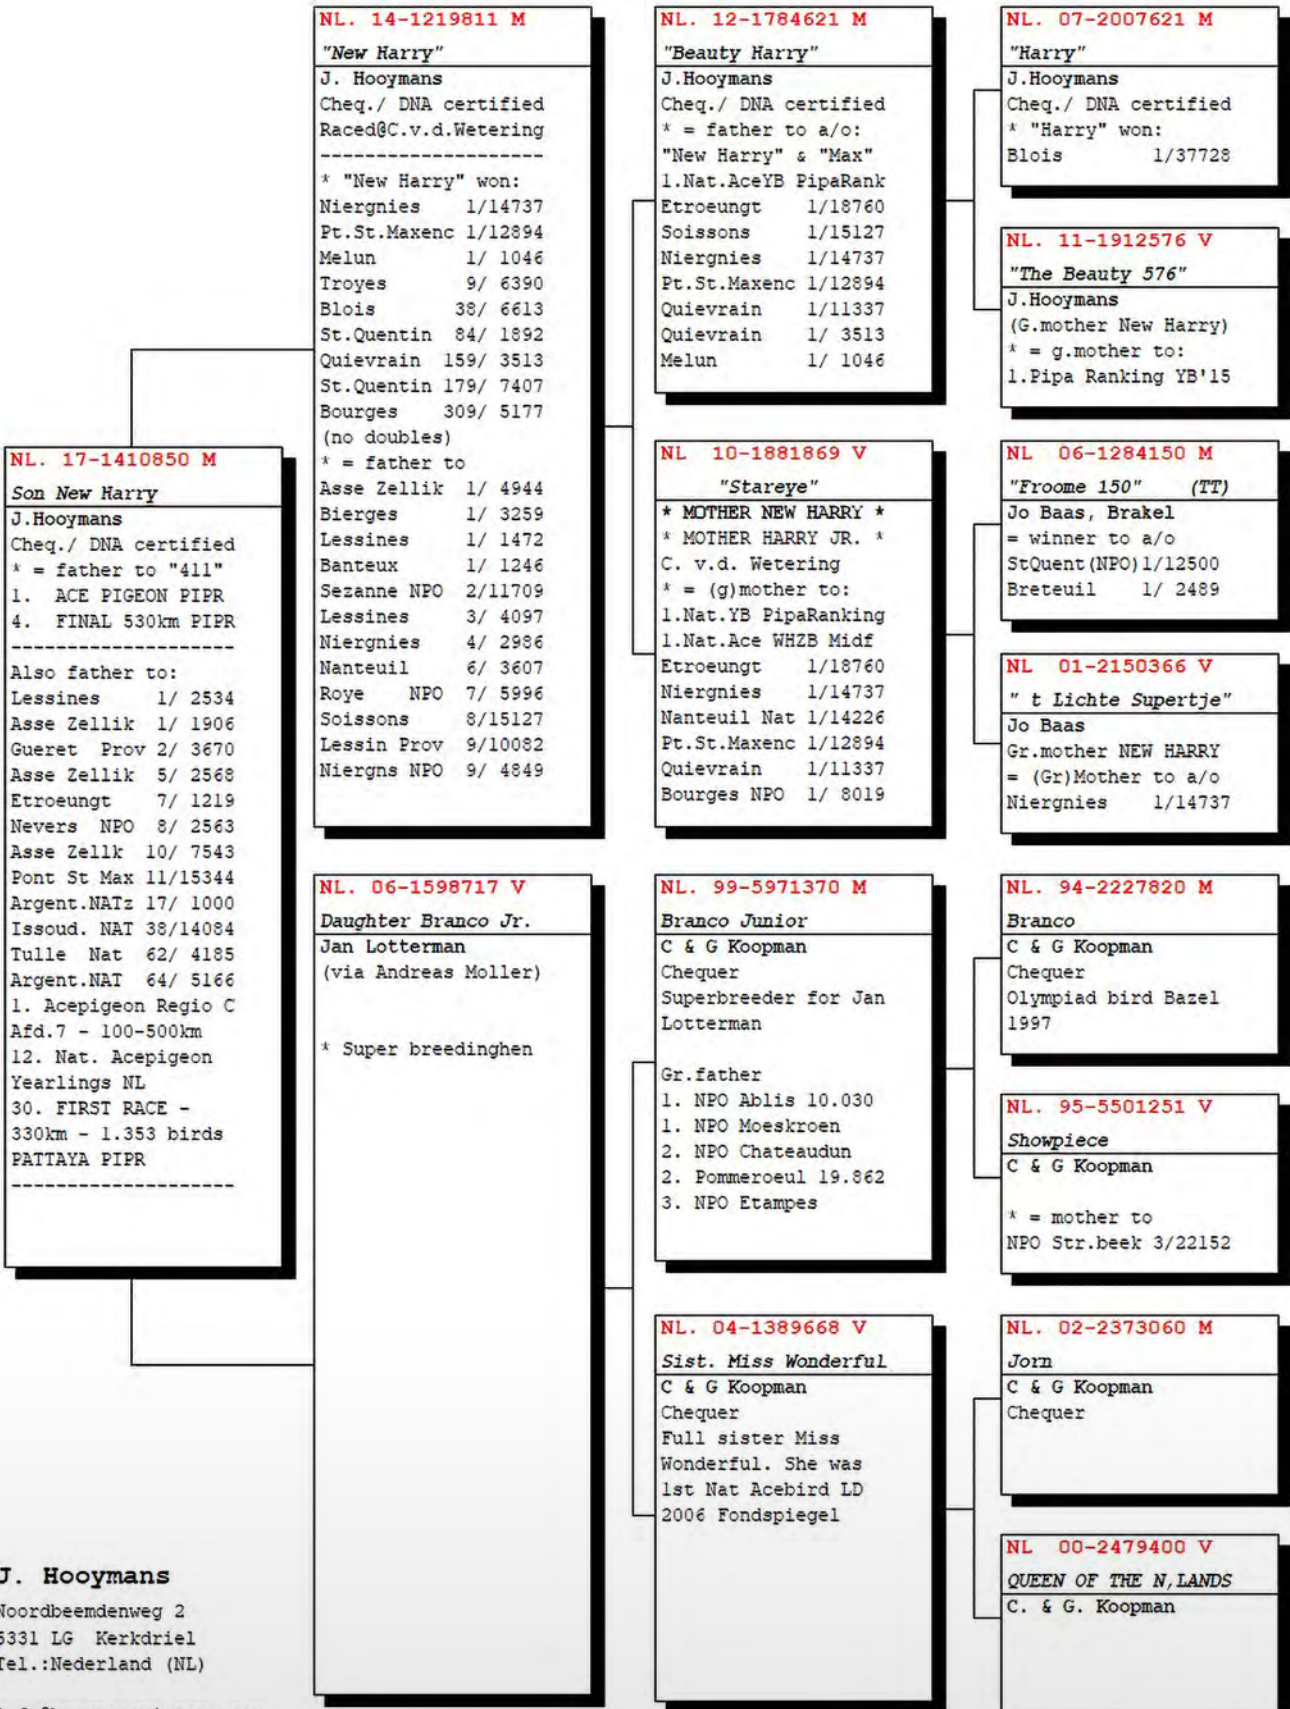 NL. 17-1410850 M
Son New Harry
J.Hooymans
Cheq./ DNA certified
* = father to "411"
1. ACE PIGEON PIPR
4. FINAL 530km PIPR
--------------------
Also father to:
Lessines 1/ 2534
Asse Zellik 1/ 1906
Gueret Prov 2/ 3670
Asse Zellik 5/ 2568
Etroeungt 7/ 1219
Nevers NPO 8/ 2563
Asse Zellk 10/ 7543
Pont St Max 11/15344
Argent.NATz 17/ 1000
Issoud. NAT 38/14084
Tulle Nat 62/ 4185
Argent.NAT 64/ 5166
1. Acepigeon Regio C
Afd.7 - 100-500km
12. Nat. Acepigeon
Yearlings NL
30. FIRST RACE -
330km - 1.353 birds
PATTAYA PIPR
--------------------
NL. 14-1219811 M
"New Harry"
J. Hooymans
Cheq./ DNA certified
Raced@C.v.d.Wetering
--------------------
* "New Harry" won:
Niergnies 1/14737
Pt.St.Maxenc 1/12894
Melun 1/ 1046
Troyes 9/ 6390
Blois 38/ 6613
St.Quentin 84/ 1892
Quievrain 159/ 3513
St.Quentin 179/ 7407
Bourges 309/ 5177
(no doubles)
* = father to
Asse Zellik 1/ 4944
Bierges 1/ 3259
Lessines 1/ 1472
Banteux 1/ 1246
Sezanne NPO 2/11709
Lessines 3/ 4097
Niergnies 4/ 2986
Nanteuil 6/ 3607
Roye NPO 7/ 5996
Soissons 8/15127
Lessin Prov 9/10082
Niergns NPO 9/ 4849
NL. 06-1598717 V
Daughter Branco Jr.
Jan Lotterman
(via Andreas Moller)
* Super breedinghen
NL. 12-1784621 M
"Beauty Harry"
J.Hooymans
Cheq./ DNA certified
* = father to a/o:
"New Harry" & "Max"
1.Nat.AceYB PipaRank
Etroeungt 1/18760
Soissons 1/15127
Niergnies 1/14737
Pt.St.Maxenc 1/12894
Quievrain 1/11337
Quievrain 1/ 3513
Melun 1/ 1046
NL 10-1881869 V
"Stareye"
* MOTHER NEW HARRY *
* MOTHER HARRY JR. *
C. v.d. Wetering
* = (g)mother to:
1.Nat.YB PipaRanking
1.Nat.Ace WHZB Midf
Etroeungt 1/18760
Niergnies 1/14737
Nanteuil Nat 1/14226
Pt.St.Maxenc 1/12894
Quievrain 1/11337
Bourges NPO 1/ 8019
NL. 99-5971370 M
Branco Junior
C & G Koopman
Chequer
Superbreeder for Jan
Lotterman
Gr.father
1. NPO Ablis 10.030
1. NPO Moeskroen
2. NPO Chateaudun
2. Pommeroeul 19.862
3. NPO Etampes
NL. 04-1389668 V
Sist. Miss Wonderful
C & G Koopman
Chequer
Full sister Miss
Wonderful. She was
1st Nat Acebird LD
2006 Fondspiegel
NL. 07-2007621 M
"Harry"
J.Hooymans
Cheq./ DNA certified
* "Harry" won:
Blois 1/37728
NL. 11-1912576 V
"The Beauty 576"
J.Hooymans
(G.mother New Harry)
* = g.mother to:
1.Pipa Ranking YB'15
NL 06-1284150 M
"Froome 150" (TT)
Jo Baas, Brakel
= winner to a/o
StQuent(NPO)1/12500
Breteuil 1/ 2489
NL 01-2150366 V
" t Lichte Supertje"
Jo Baas
Gr.mother NEW HARRY
= (Gr)Mother to a/o
Niergnies 1/14737
NL. 94-2227820 M
Branco
C & G Koopman
Chequer
Olympiad bird Bazel
1997
NL. 95-5501251 V
Showpiece
C & G Koopman
* = mother to
NPO Str.beek 3/22152
NL. 02-2373060 M
Jorn
C & G Koopman
Chequer
NL 00-2479400 V
QUEEN OF THE N,LANDS
C. & G. Koopman
J. Hooymans
Noordbeemdenweg 2
5331 LG Kerkdriel
Tel.:Nederland (NL)